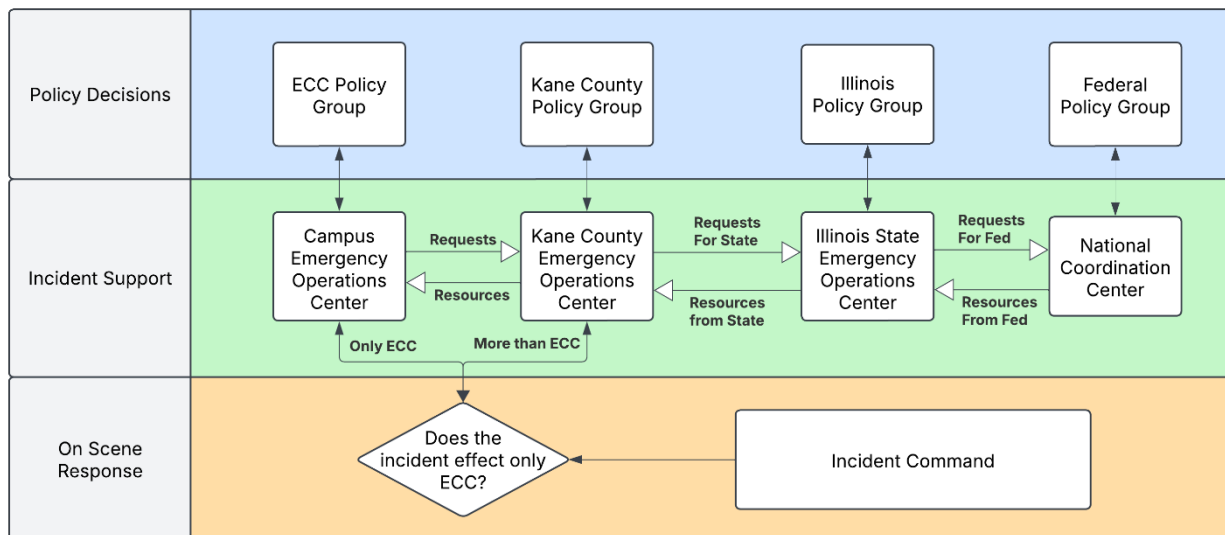 Policy Decisions
ECC Policy
Group
Kane County
Policy Group
Illinois
Policy Group
Federal
Policy Group
Incident Support
Campus
Emergency
Operations
Center
Requests
Resources
Kane County
Emergency
Operations
Center
Requests
For State
Resources
from State
Illinois State
Emergency
Operations
Center
Requests
For Fed
Resources
From Fed
National
Coordination
Center
Only ECC
More than ECC
On Scene
Response
Does the
incident effect only
ECC?
Incident Command